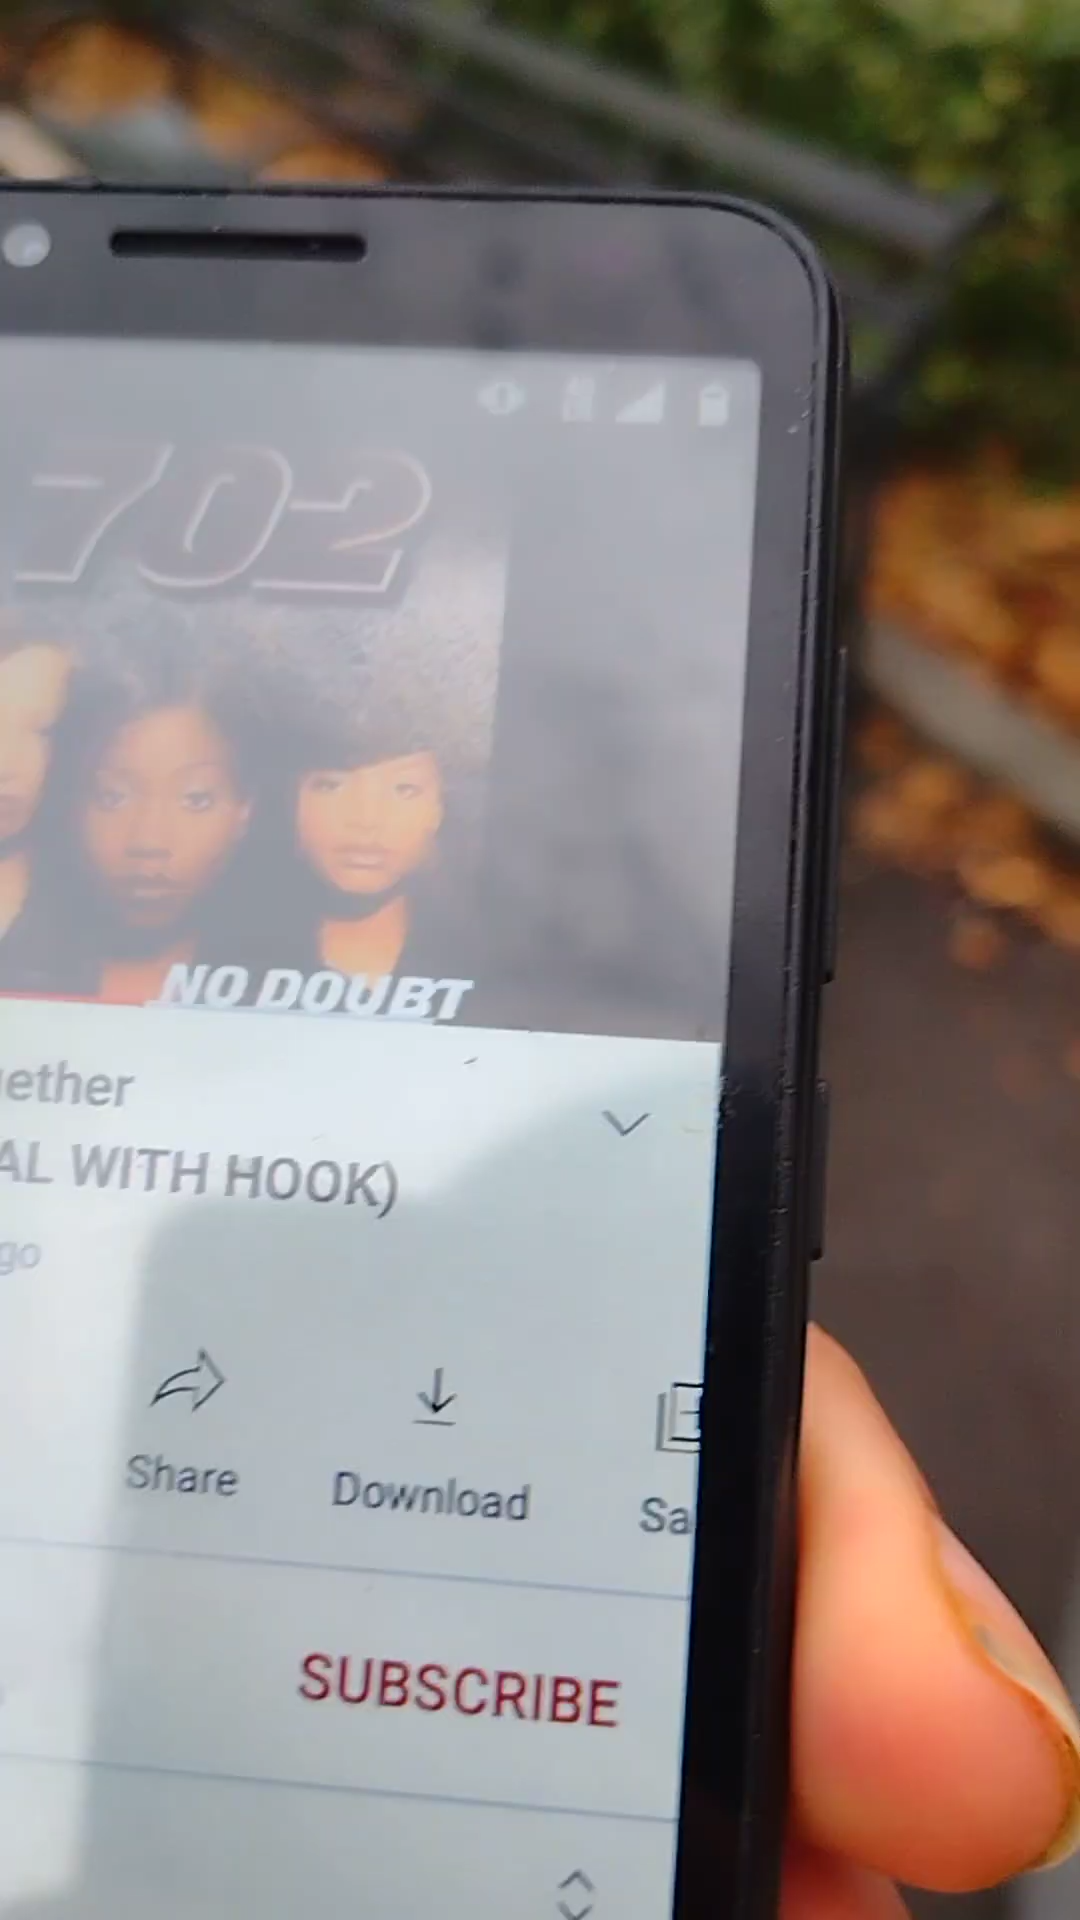 702
NO DOUBT
ether
AL WITH HOOK)
go
Share
Download
Sa
SUBSCRIBE